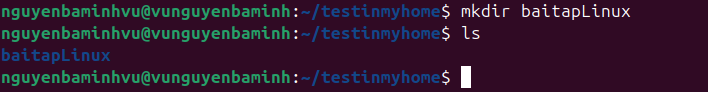 nguyenbaminhvu@vunguyenbaminh:~/testinmyhome$ mkdir baitapLinux
nguyenbaminhvu@vunguyenbaminh:~/testinmyhome$ ls
baitapLinux
nguyenbaminhvu@vunguyenbaminh:~/testinmyhome$